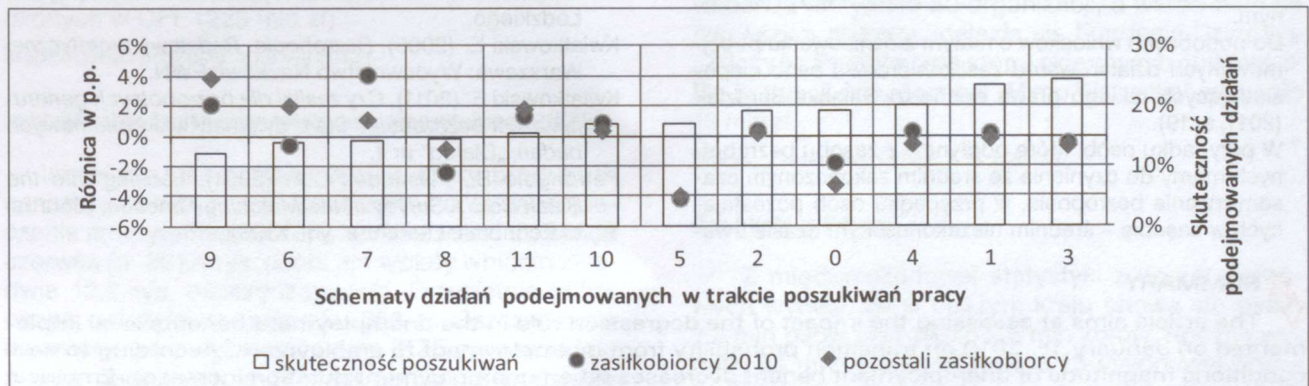 Różnica w p.p.
6%
4%
2%
0%
-2%
-4%
-6%
30%
20%
10%
0%
Skuteczność
podejmowanych działań
9 6 7 8 11 10 5 2 0 4 1 3
Schematy działań podejmowanych w trakcie poszukiwań pracy
skuteczność poszukiwań zasiłkobiorcy 2010 pozostali zasiłkobiorcy